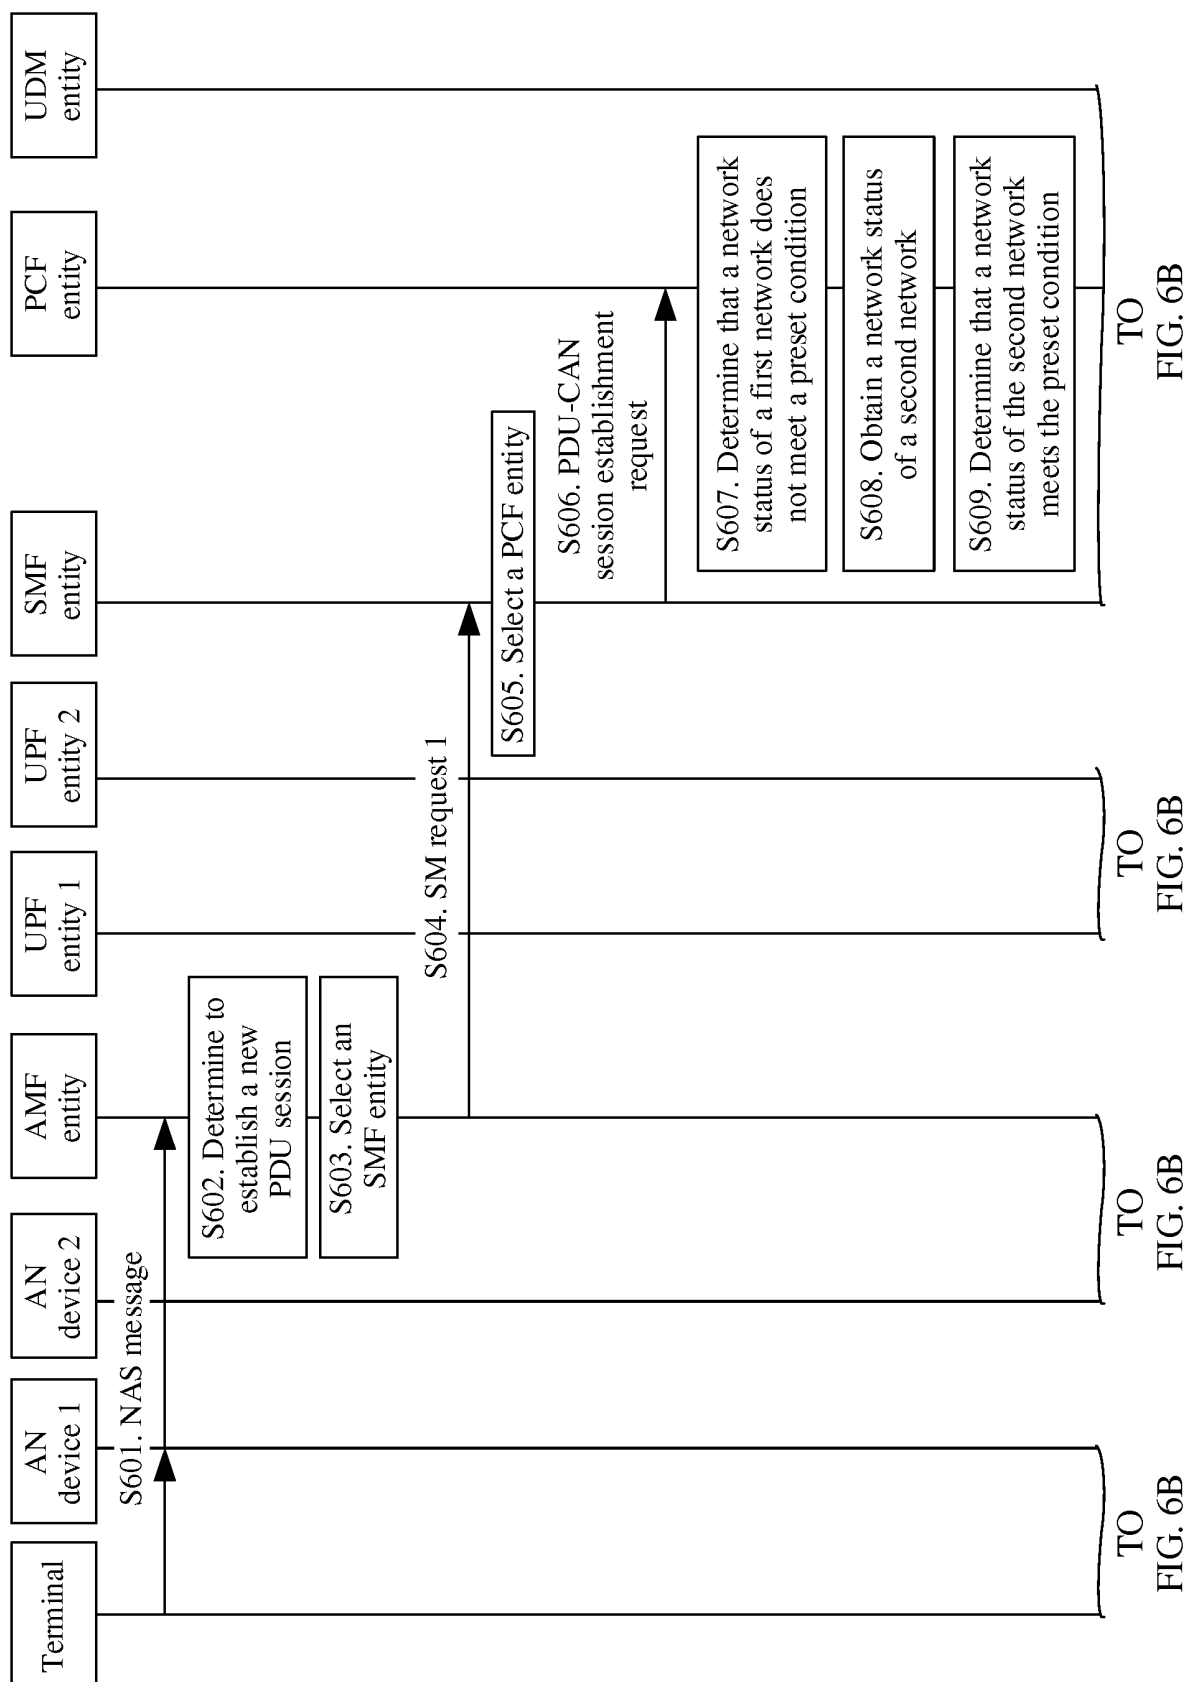 Terminal
AN
device 1
AN
device 2
AMF
entity
UPF
entity 1
UPF
entity 2
SMF
entity
PCF
entity
UDM
entity
S601. NAS message
S602. Determine to
establish a new
PDU session
S603. Select an
SMF entity
S604. SM request 1
S605. Select a PCF entity
S606. PDU-CAN
session establishment
request
S607. Determine that a network
status of a first network does
not meet a preset condition
S608. Obtain a network status
of a second network
S609. Determine that a network
status of the second network
meets the preset condition
TO
FIG. 6B
TO
FIG. 6B
TO
FIG. 6B
TO
FIG. 6B